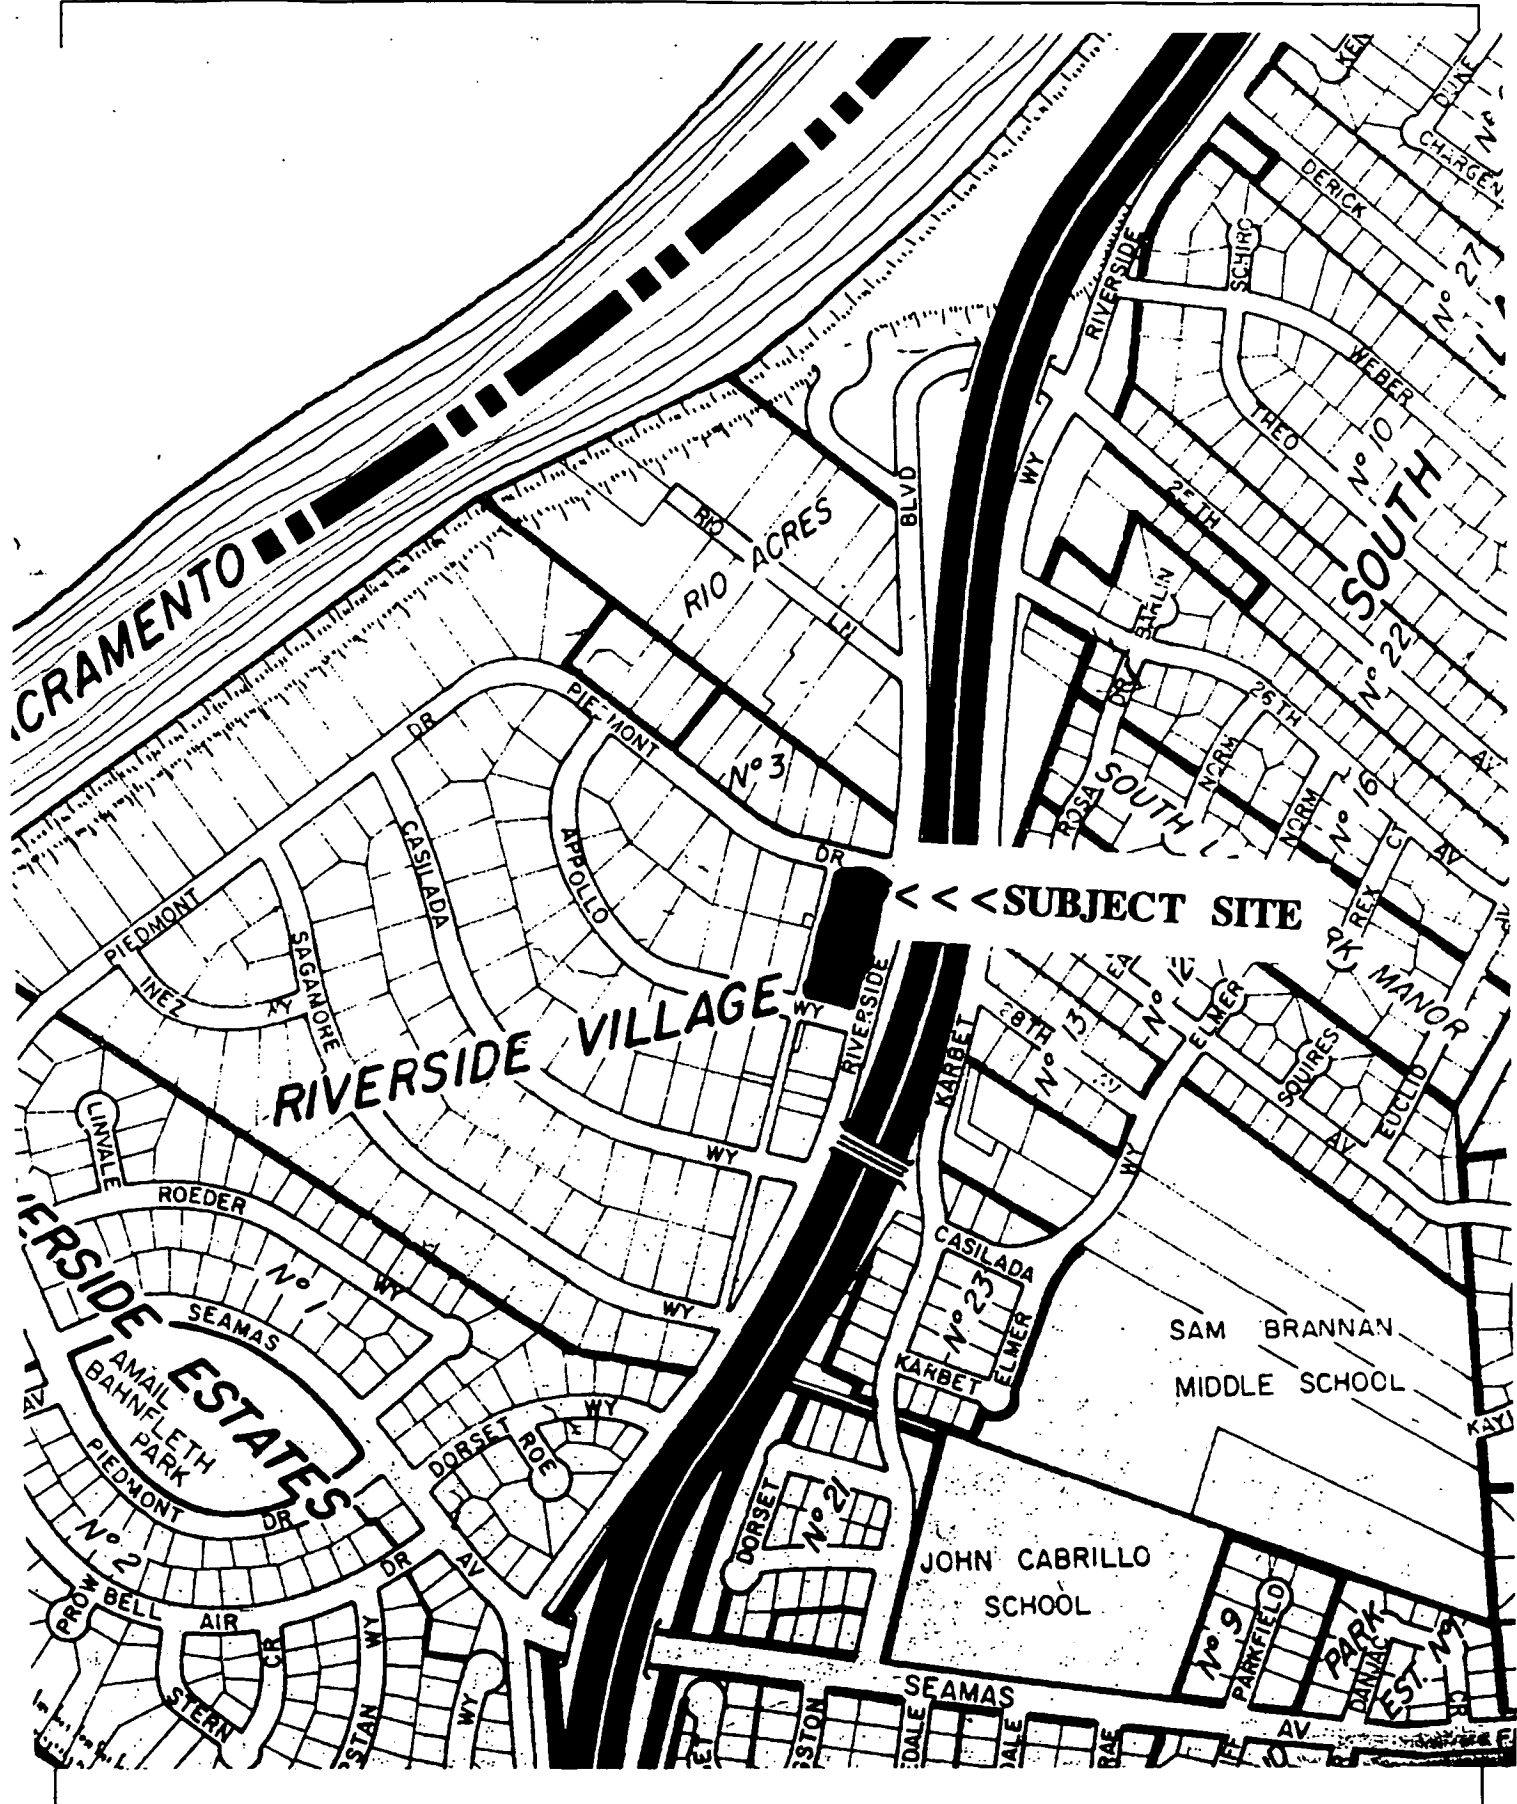 DERICK
SCHIRO
Nº 27
RIVERSIDE
WEBER
THEO
Nº 10
SOUTH
BLVD
WY
25TH
RIO
RIO ACRES
LN
Nº 22
26TH
AV
DR
PIEDMONT
Nº 3
NORM
SOUTH
ROSA
NORM
Nº 16
CT
AV
REX
CASILADA
APPOLLO
DR
< < <SUBJECT SITE
PIEDMONT
SAGAMORE
INEZ
WY
RIVERSIDE VILLAGE
WY
RIVERSIDE
KARBET
28TH
Nº 13
AV
Nº 12
ELMER
MANOR
SQUIRES
EUCLID
AV
LINVALE
WY
WY
ROEDER
WY
Nº 1
SEAMAS
WY
CASILADA
Nº 23
ELMER
KARBET
SAM BRANNAN
MIDDLE SCHOOL
AMAIL
BAHNFLETH
PARK
ESTATES
PIEDMONT
DR
DORSET
WY
ROE
DORSET
Nº 21
JOHN CABRILLO
SCHOOL
Nº 2
DR
AV
BELL
AIR
CR
WY
STERN
WY
Nº 9
PARKFIELD
PARK
EST. Nº 1
DANJAC
CR
SEAMAS
AV